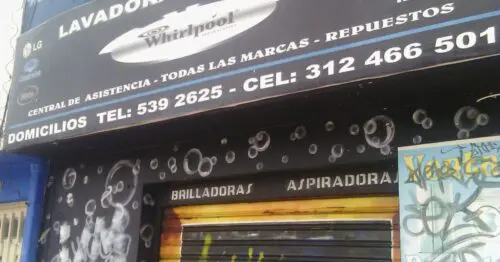 LAVADORA
LG
Whirlpool
CENTRAL DE ASISTENCIA - TODAS LAS MARCAS - REPUESTOS
DOMICILIOS TEL: 539 2625 - CEL: 312 466 501
BRILLADORAS ASPIRADORAS